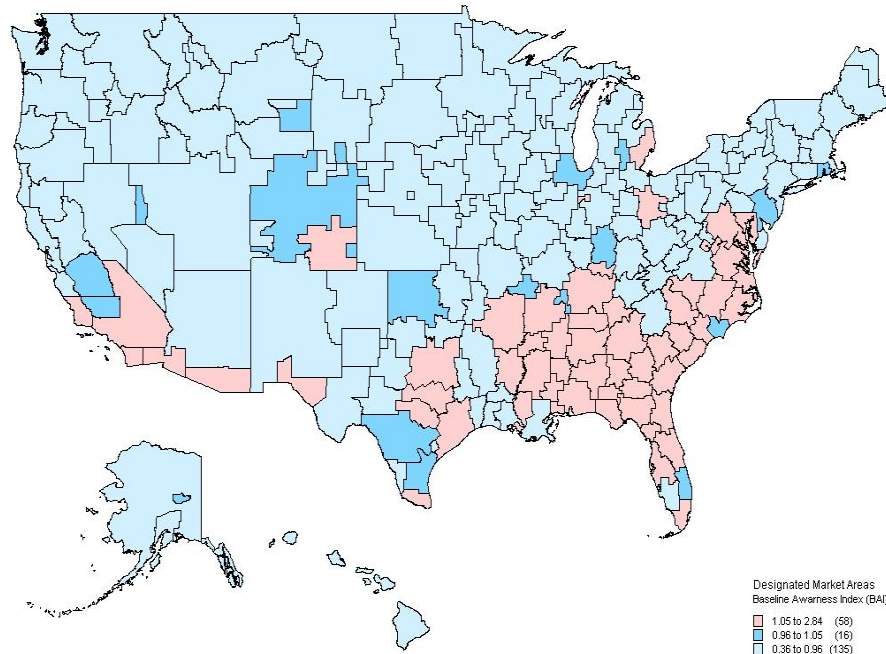 Designated Market Areas
Baseline Awarness Index (BAI)
1.05 to 2.84 (58)
0.96 to 1.05 (16)
0.36 to 0.96 (135)